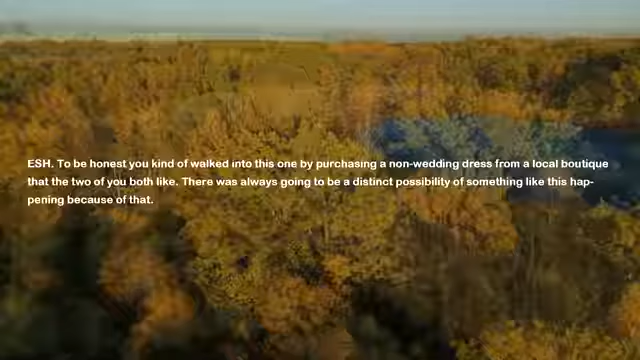 ESH. To be honest you kind of walked into this one by purchasing a non-wedding dress from a local boutique
that the two of you both like. There was always going to be a distinct possibility of something like this hap-
pening because of that.